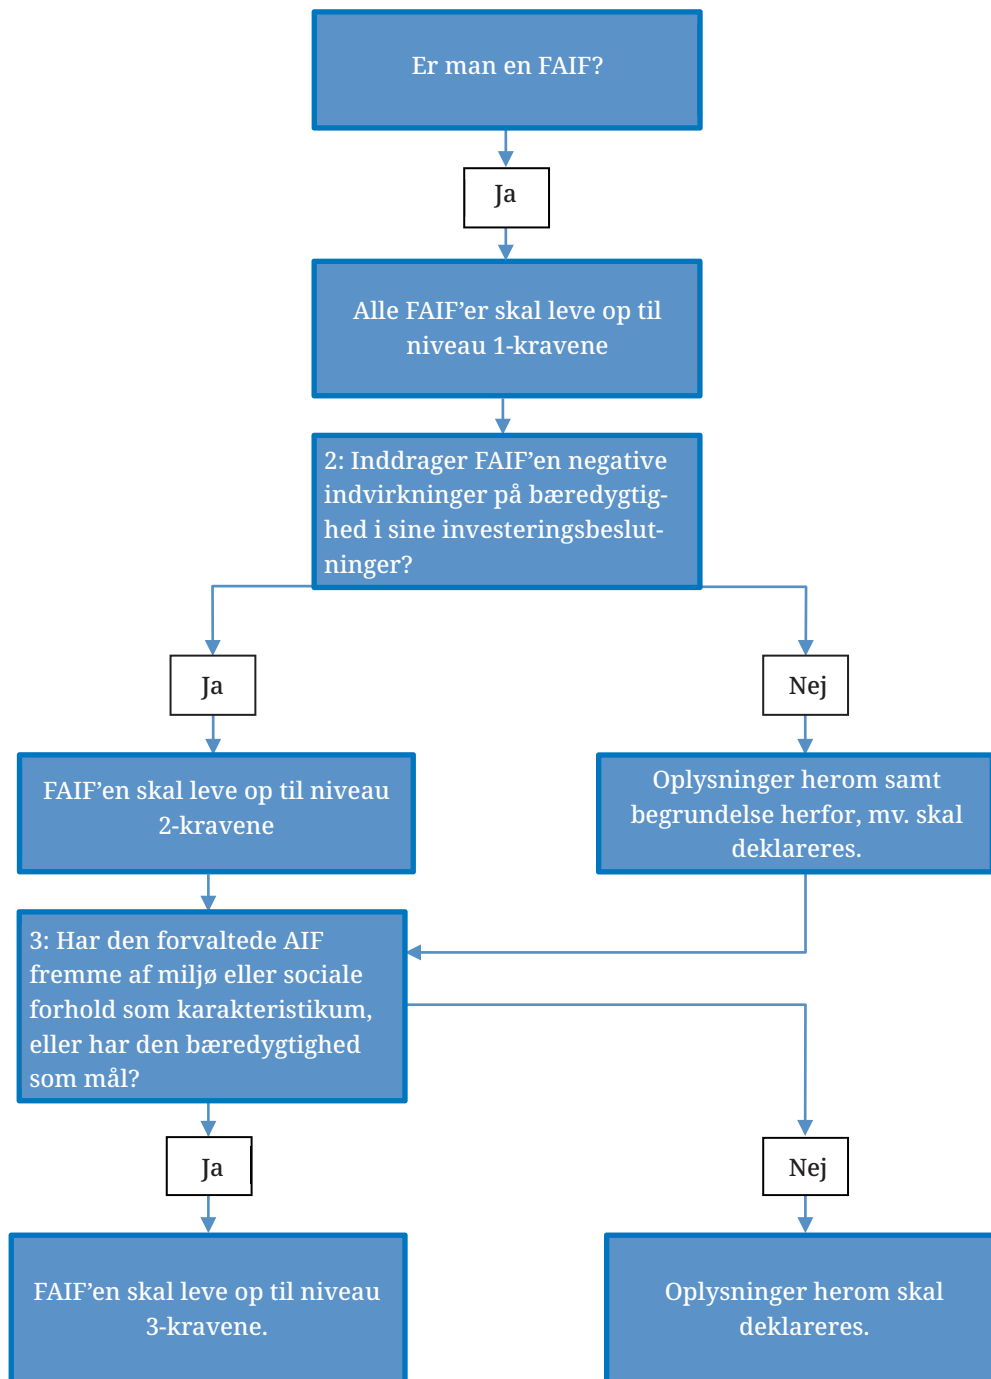 Er man en FAIF?
Ja
Alle FAIF’er skal leve op til
niveau 1-kravene
2: Inddrager FAIF’en negative
indvirkninger på bæredygtig-
hed i sine investeringsbeslut-
ninger?
Ja
Nej
FAIF’en skal leve op til niveau
2-kravene
Oplysninger herom samt
begrundelse herfor, mv. skal
deklareres.
3: Har den forvaltede AIF
fremme af miljø eller sociale
forhold som karakteristikum,
eller har den bæredygtighed
som mål?
Ja
Nej
FAIF’en skal leve op til niveau
3-kravene.
Oplysninger herom skal
deklareres.